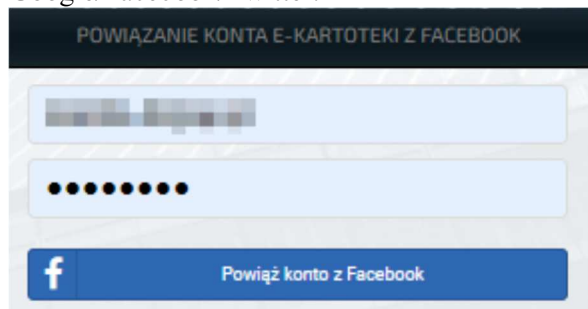 POWIĄZANIE KONTA E-KARTOTEKI Z FACEBOOK
••••••••
f
Powiąż konto z Facebook